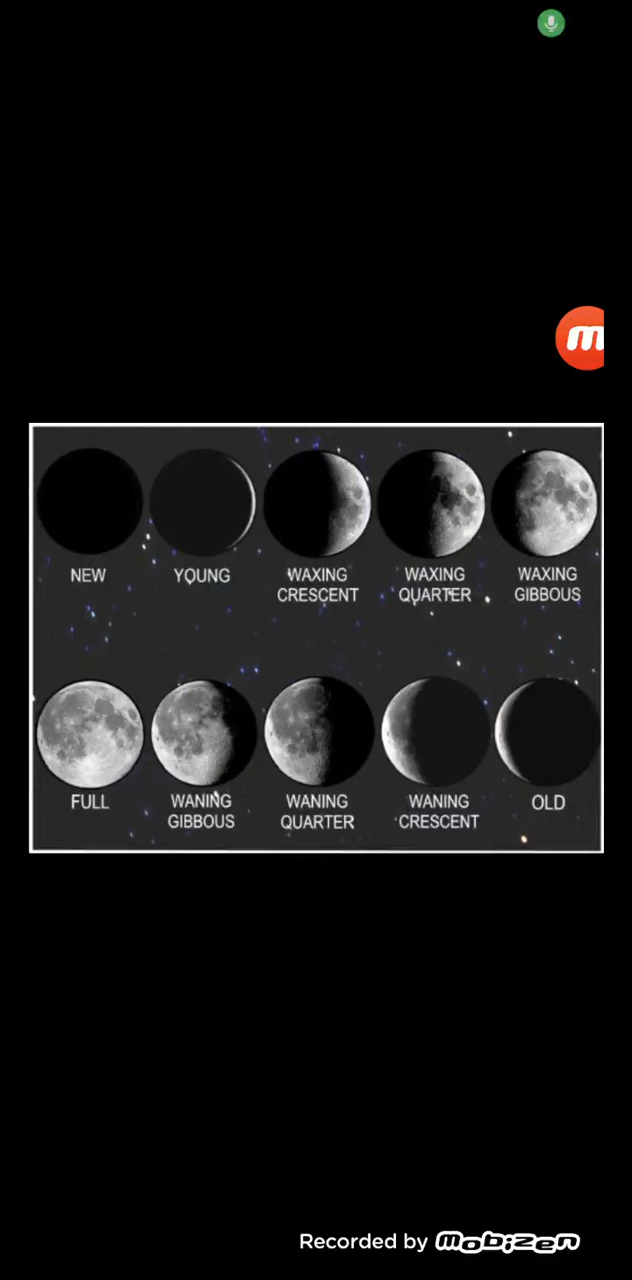 NEW
YOUNG
WAXING
CRESCENT
WAXING
QUARTER
WAXING
GIBBOUS
FULL
WANING
GIBBOUS
WANING
QUARTER
WANING
CRESCENT
OLD
Recorded by mobizen